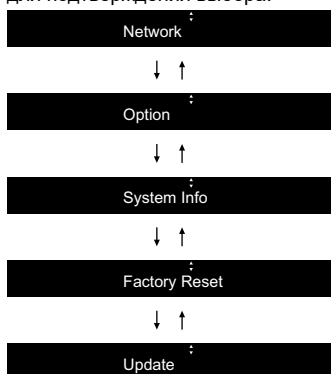 для подтверждения выбора.
Network
Option
System Info
Factory Reset
Update